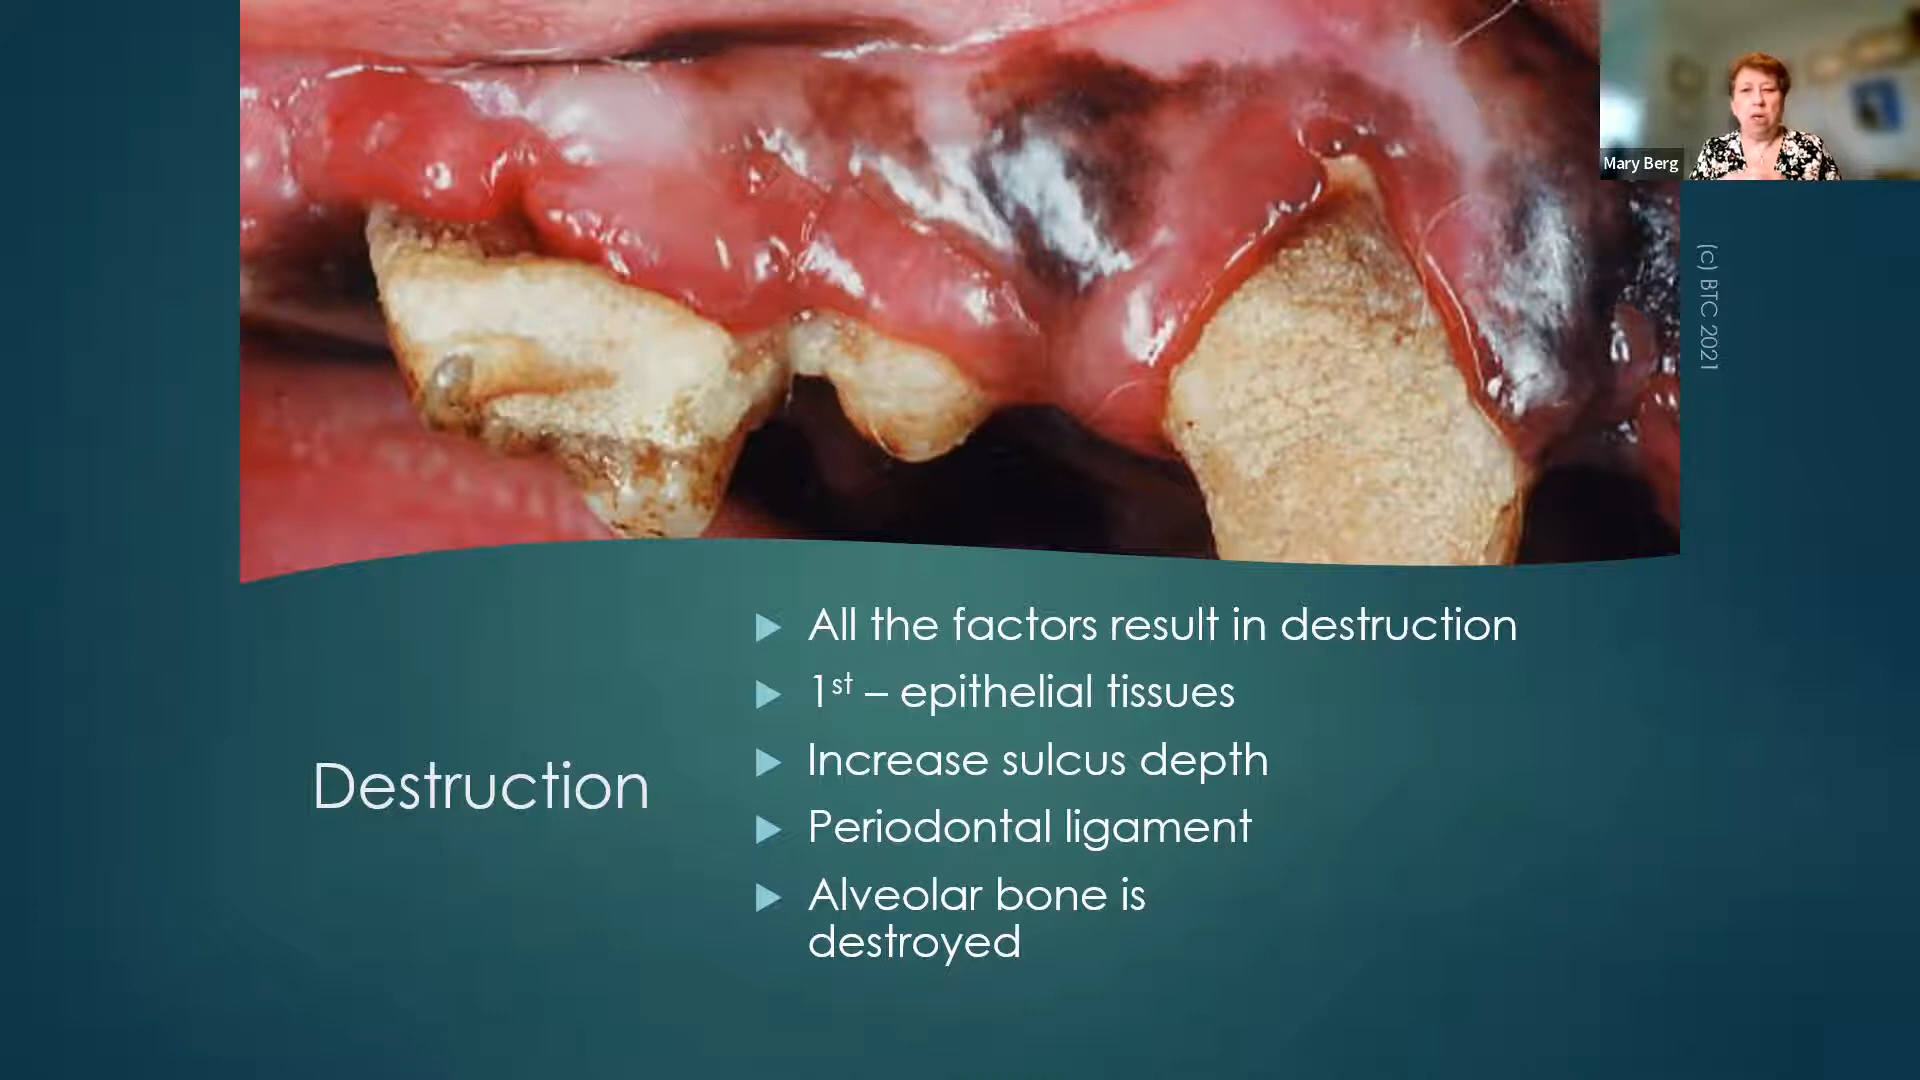 Mary Berg
(c) BTC 2021
Destruction
All the factors result in destruction
1st – epithelial tissues
Increase sulcus depth
Periodontal ligament
Alveolar bone is
destroyed